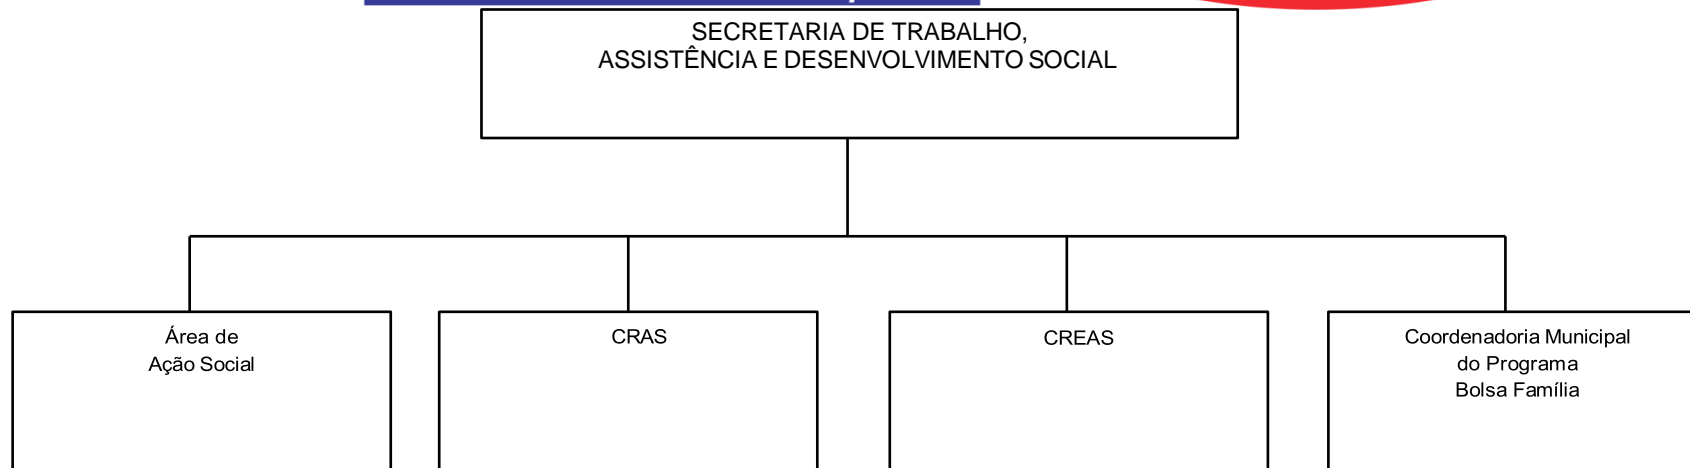 SECRETARIA DE TRABALHO,
ASSISTÊNCIA E DESENVOLVIMENTO SOCIAL
Área de
Ação Social
CRAS
CREAS
Coordenadoria Municipal
do Programa
Bolsa Família